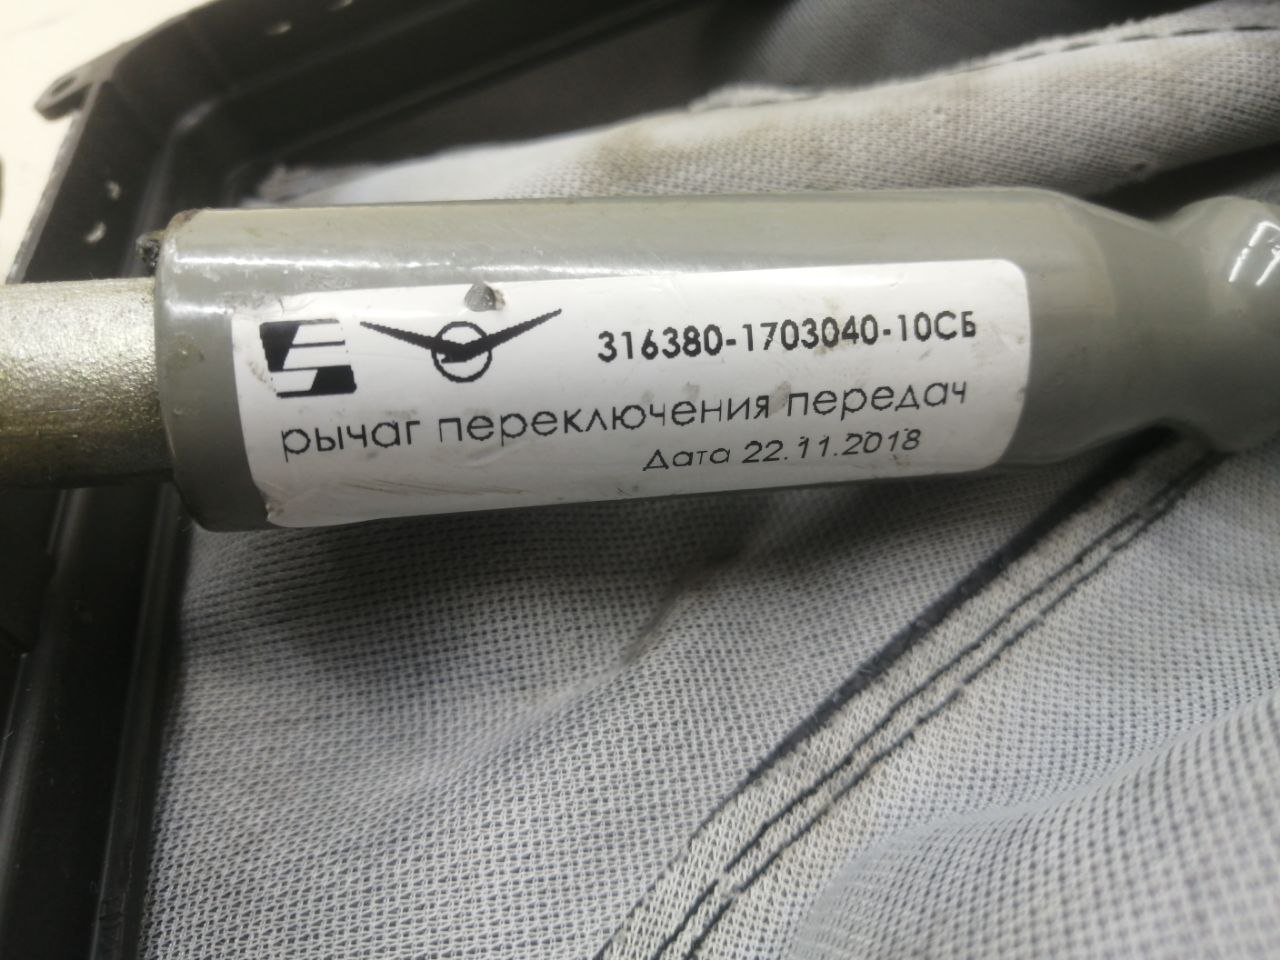 316380-1703040-10СБ
рычаг переключения передач
Дата 22.11.2018